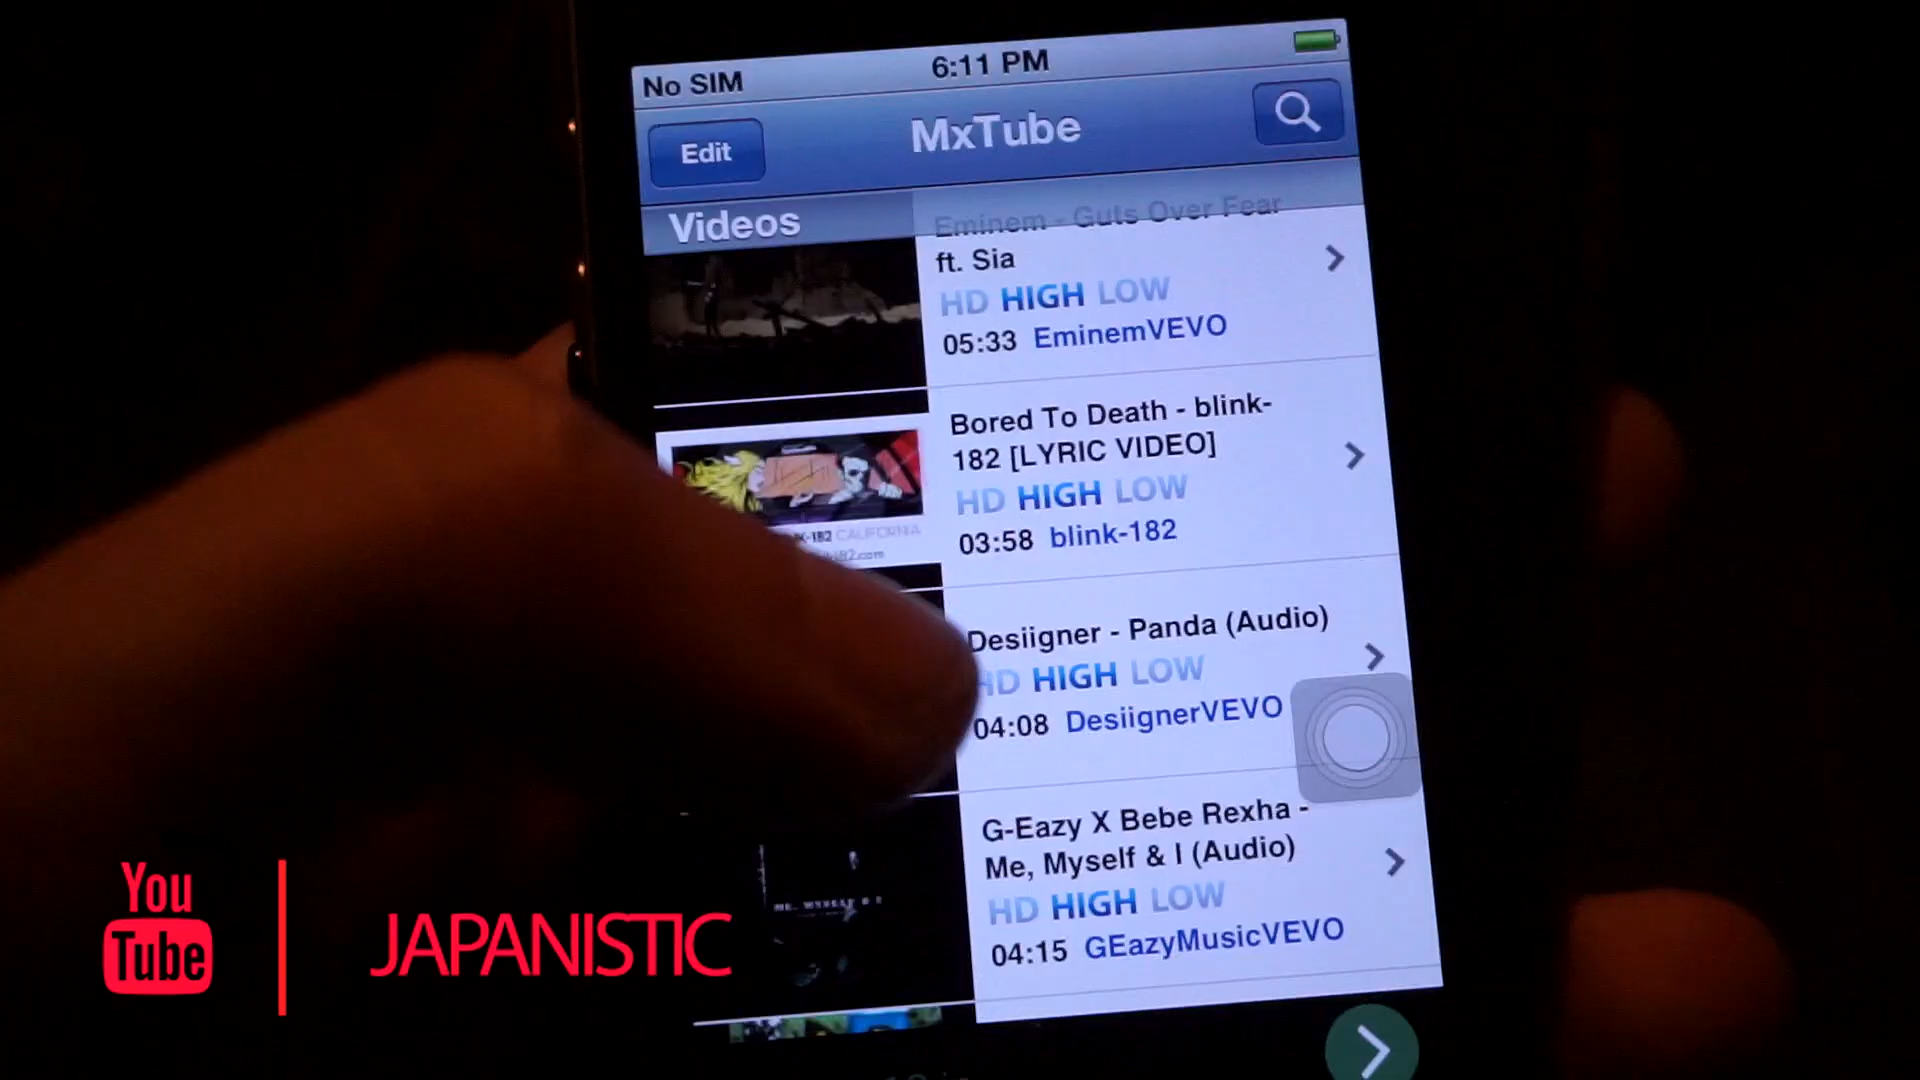 No SIM
6:11 PM
Edit
MxTube
Videos
Eminem - Guts Over Fear
ft. Sia
HD HIGH LOW
05:33 EminemVEVO
Bored To Death - blink-
182 [LYRIC VIDEO]
HD HIGH LOW
03:58 blink-182
CALIFORNIA
Desiigner - Panda (Audio)
HD HIGH LOW
04:08 DesiignerVEVO
G-Eazy X Bebe Rexha -
Me, Myself & I (Audio)
HD HIGH LOW
04:15 GEazyMusicVEVO
You
Tube
JAPANISTIC